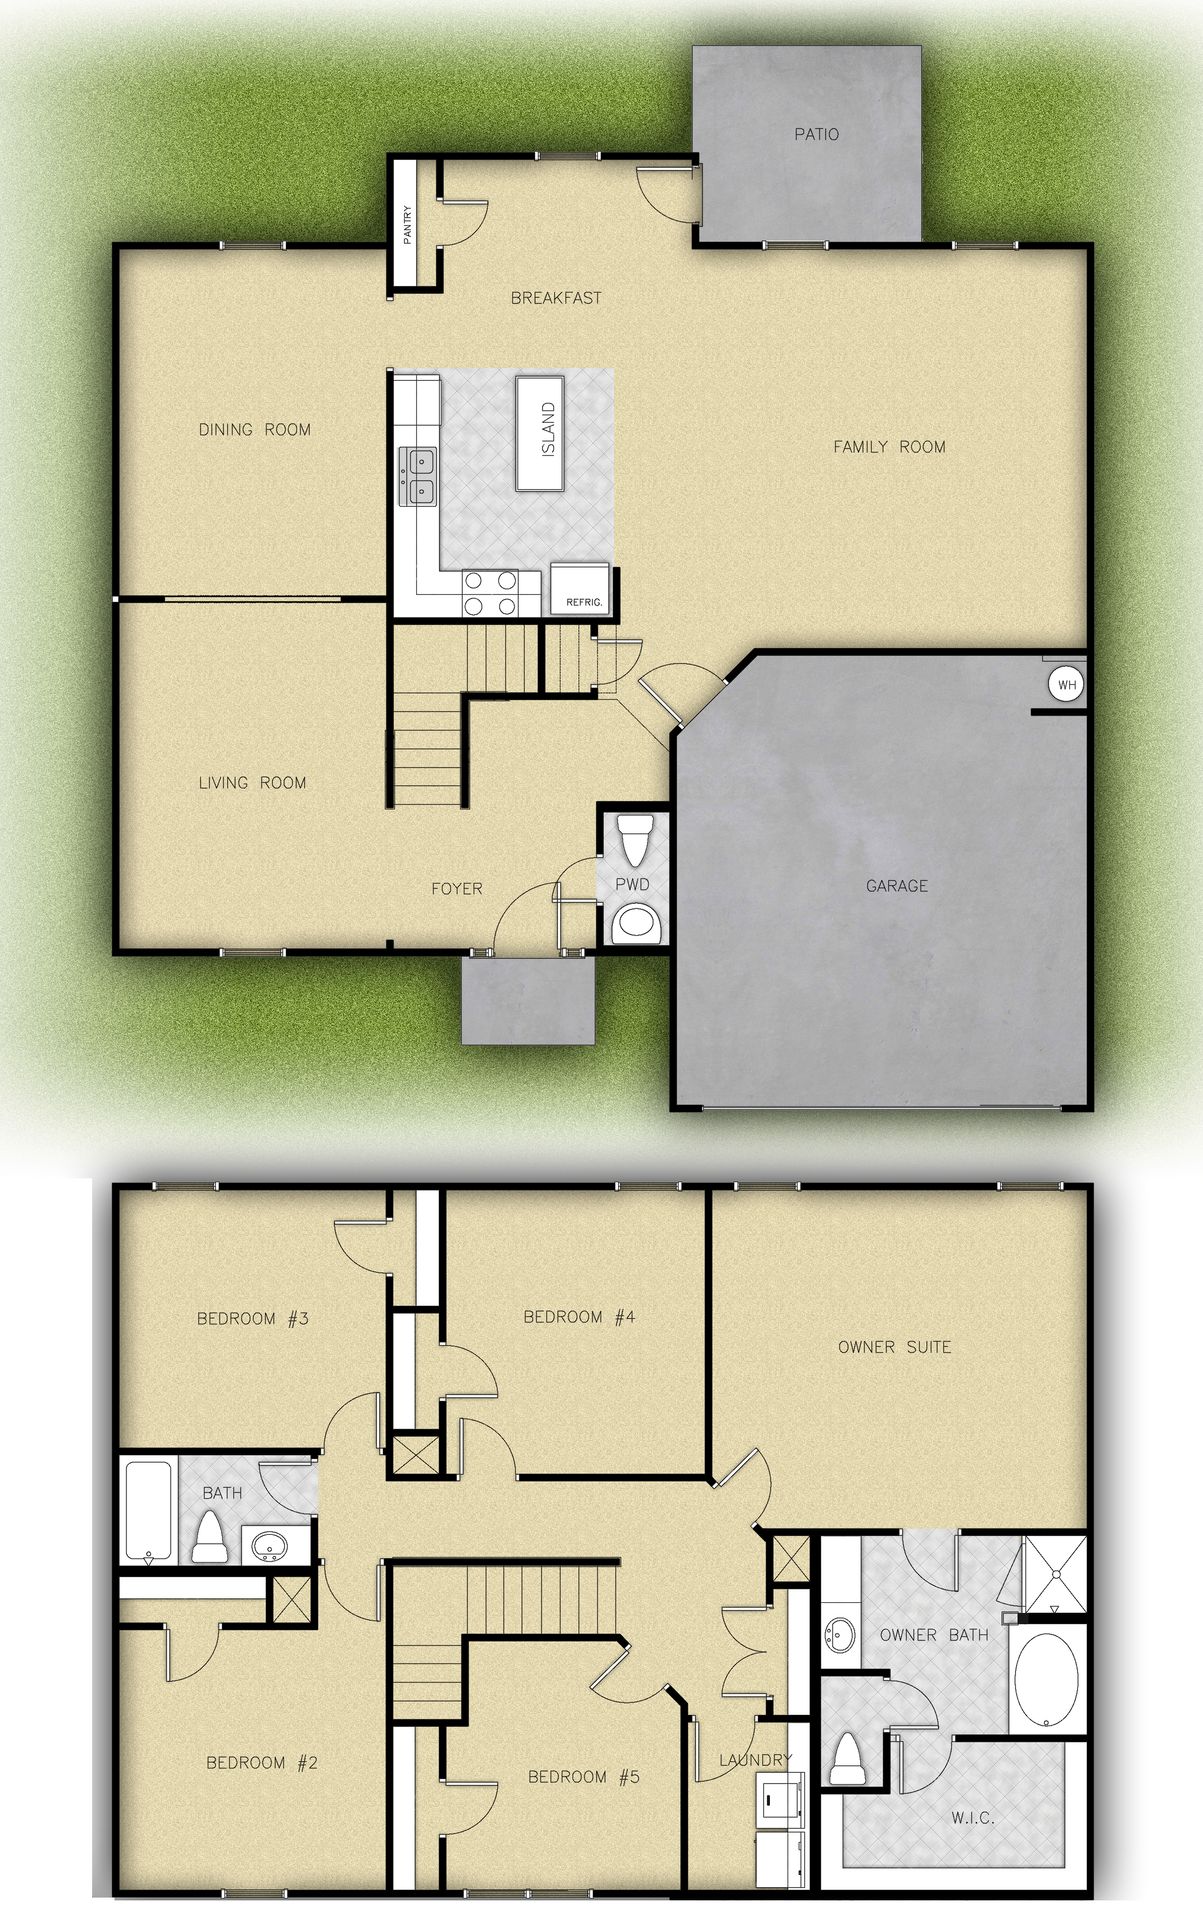 PATIO
PANTRY
BREAKFAST
DINING ROOM
ISLAND
FAMILY ROOM
REFRIG.
WH
LIVING ROOM
FOYER
PWD
GARAGE
BEDROOM #3
BEDROOM #4
OWNER SUITE
BATH
OWNER BATH
BEDROOM #2
BEDROOM #5
LAUNDRY
W.I.C.